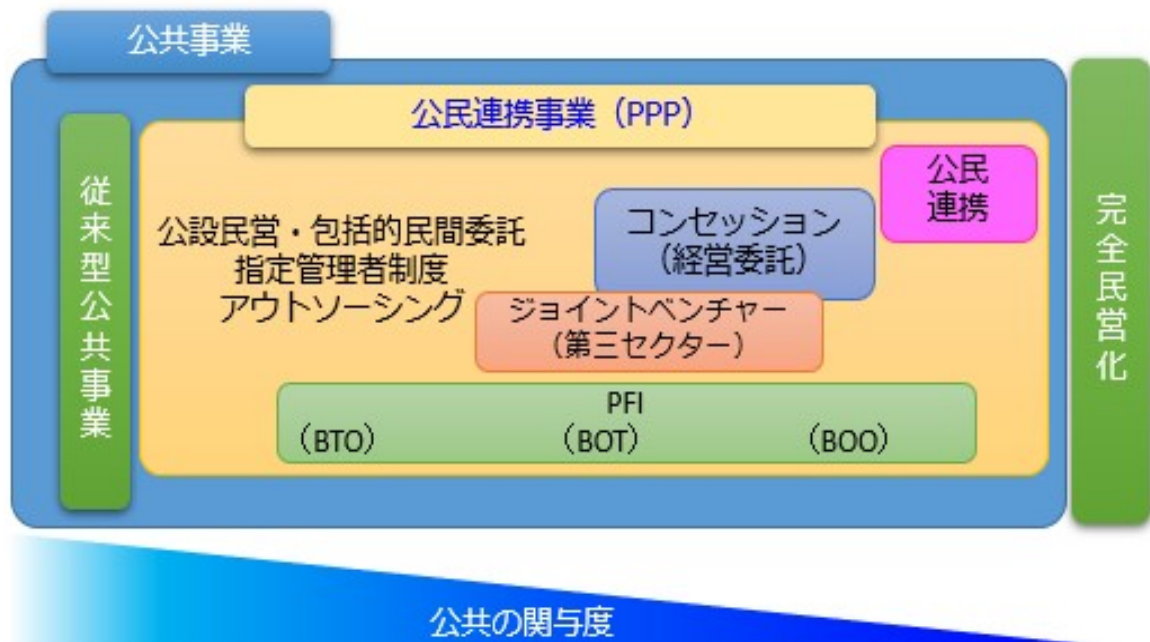 公共事業
公民連携事業（PPP）
従来型公共事業
公設民営・包括的民間委託
指定管理者制度
アウトソーシング
コンセッション
（経営委託）
公民
連携
ジョイントベンチャー
（第三セクター）
PFI
（BTO） （BOT） （BOO）
完全民営化
公共の関与度